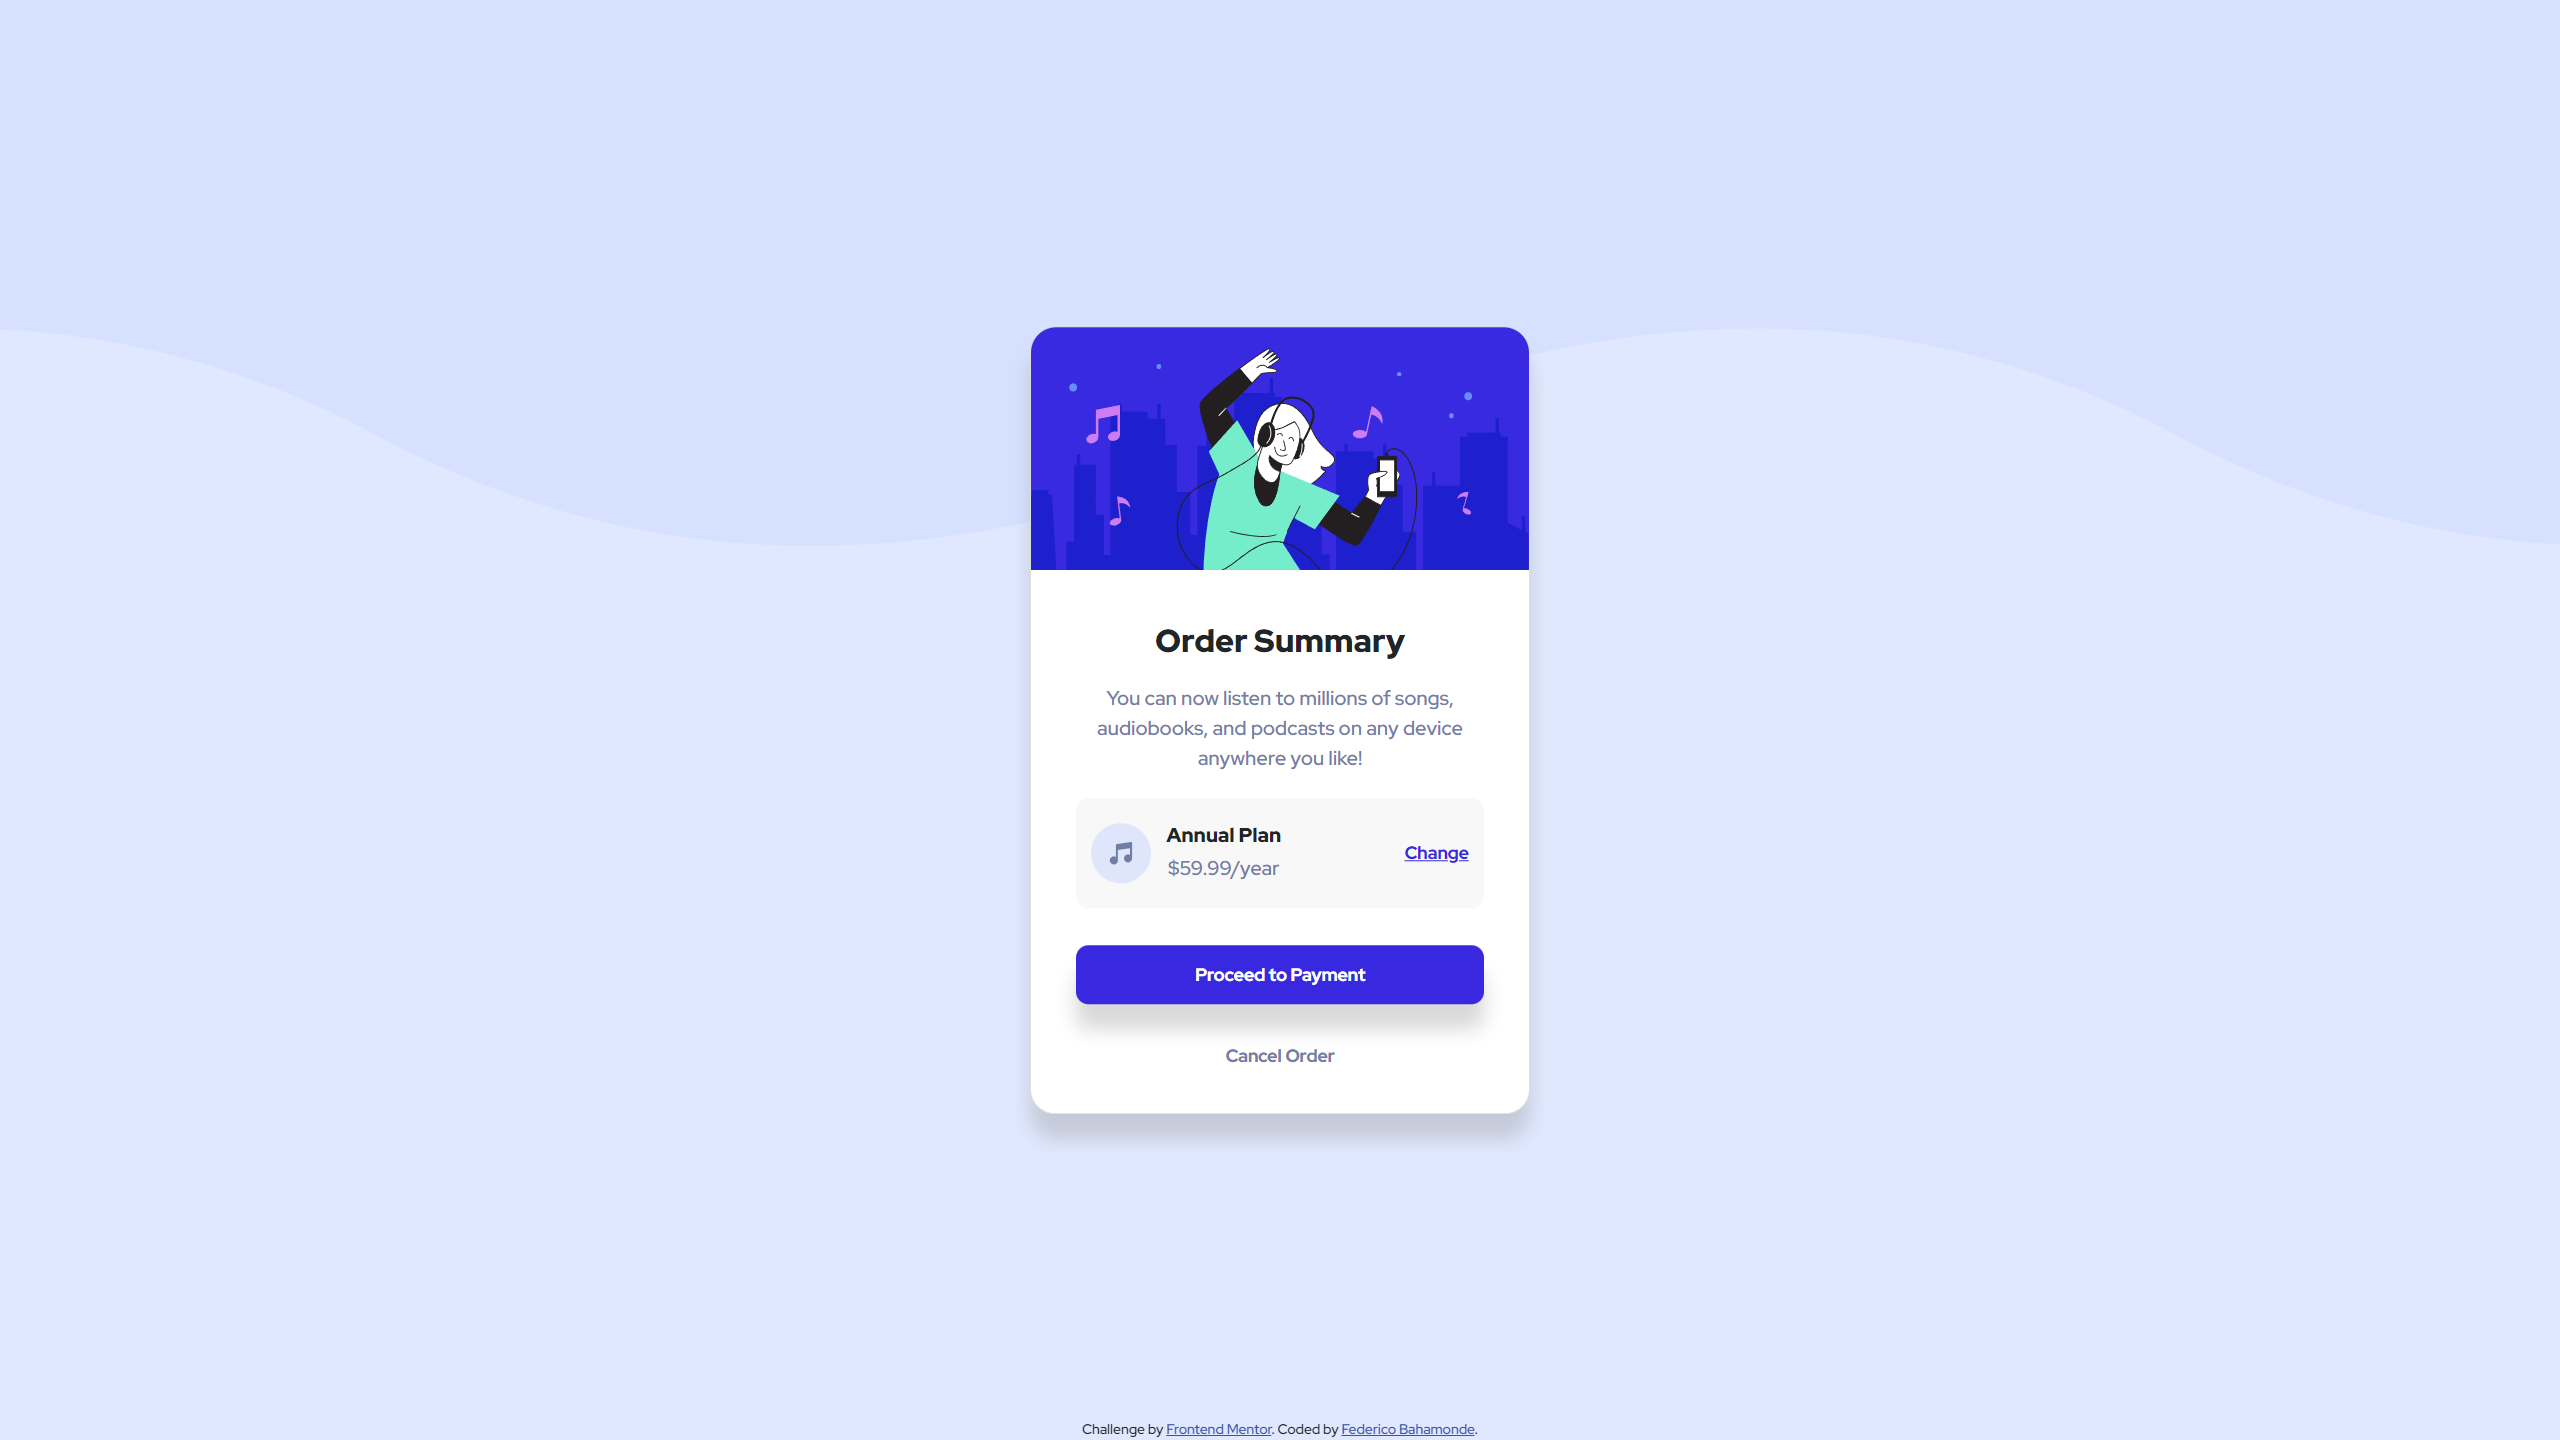 Order Summary
You can now listen to millions of songs,
audiobooks, and podcasts on any device
anywhere you like!
Annual Plan
$59.99/year
Change
Proceed to Payment
Cancel Order
Challenge by Frontend Mentor. Coded by Federico Bahamonde.